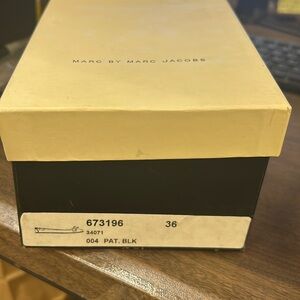 MARC BY MARC JACOBS
673196 36
34071
004 PAT. BLK